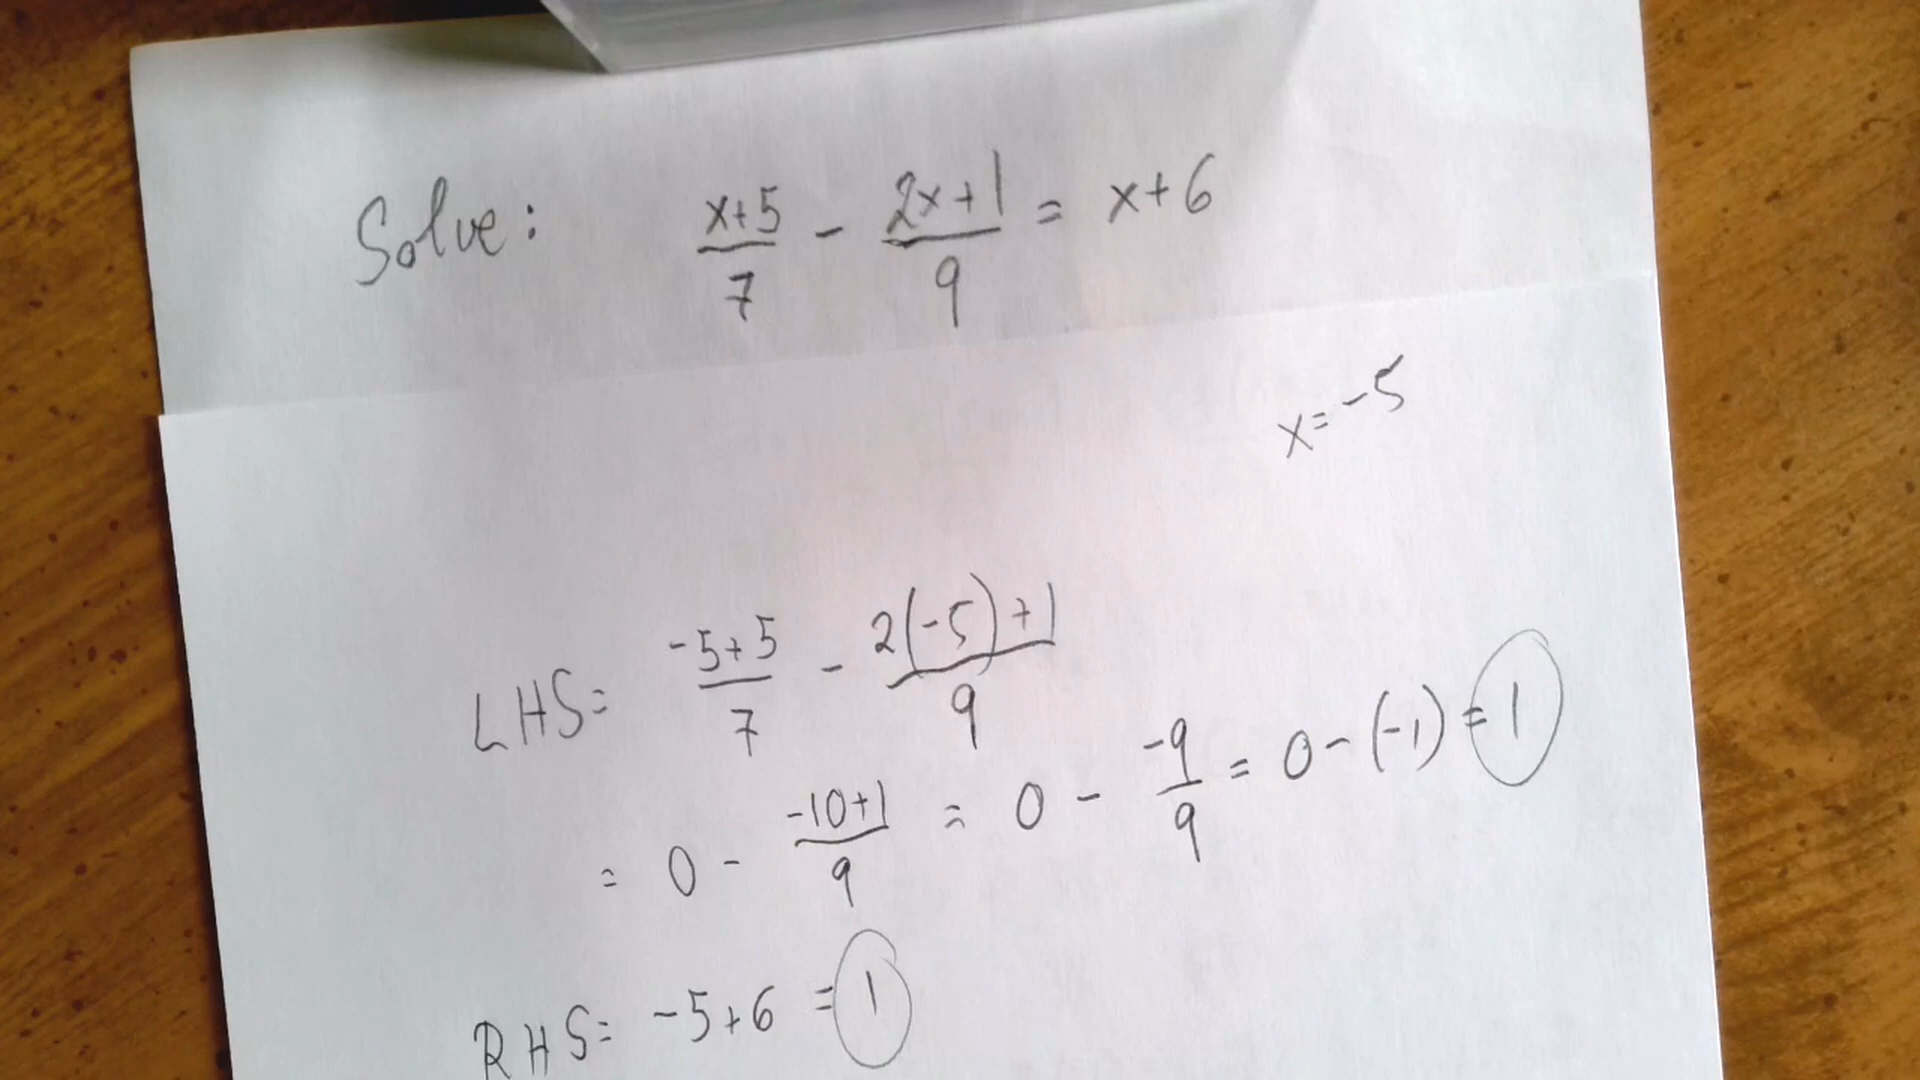 Solve: (x+5)/7 - (2x+1)/9 = x+6
x = -5
LHS = (-5+5)/7 - (2(-5)+1)/9
= 0 - (-10+1)/9 = 0 - (-9)/9 = 0 - (-1) = 1
RHS = -5+6 = 1